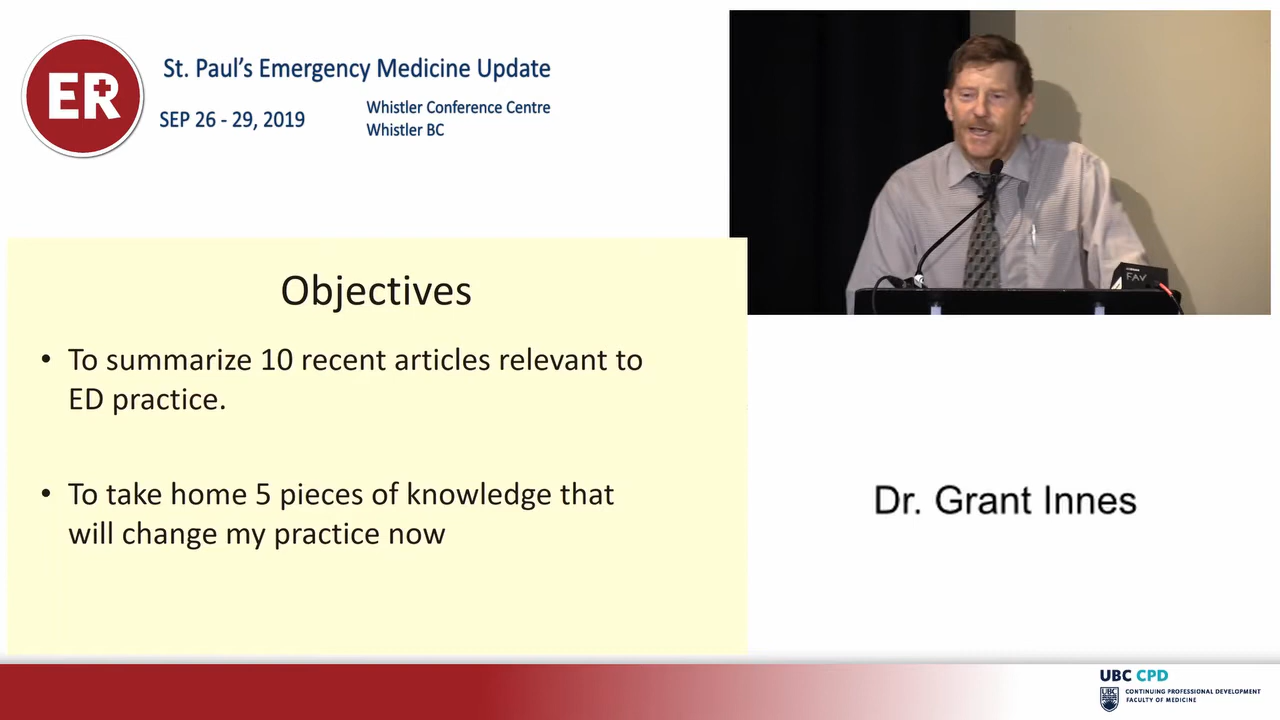 ER
St. Paul's Emergency Medicine Update
SEP 26 - 29, 2019
Whistler Conference Centre
Whistler BC
Objectives
• To summarize 10 recent articles relevant to
ED practice.
• To take home 5 pieces of knowledge that
will change my practice now
FAV
Dr. Grant Innes
UBC CPD
UBC
CONTINUING PROFESSIONAL DEVELOPMENT
FACULTY OF MEDICINE